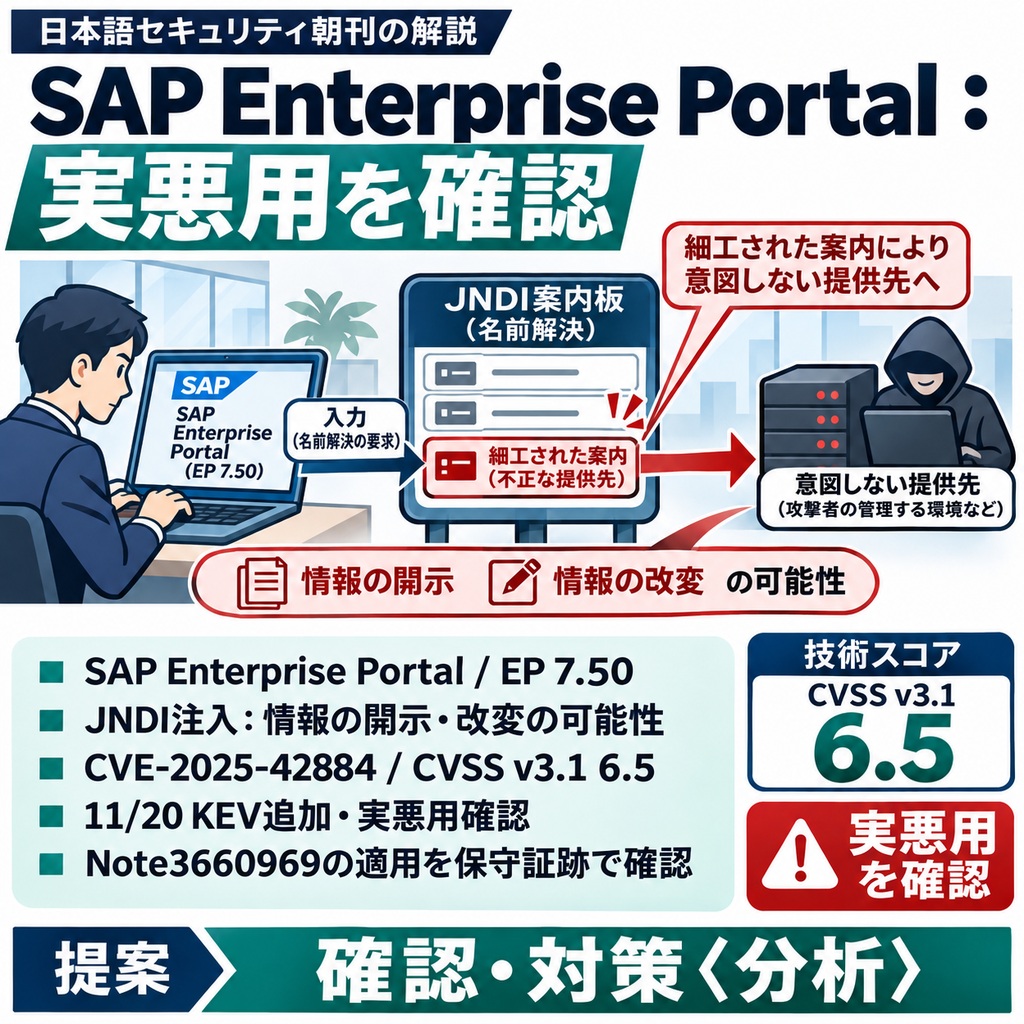 日本語セキュリティ朝刊の解説
SAP Enterprise Portal：
実悪用を確認
細工された案内により
意図しない提供先へ
JNDI案内板
（名前解決）
SAP
SAP
Enterprise
Portal
（EP 7.50）
入力
（名前解決の要求）
細工された案内
（不正な提供先）
意図しない提供先
（攻撃者の管理する環境など）
情報の開示 情報の改変 の可能性
SAP Enterprise Portal / EP 7.50
JNDI注入：情報の開示・改変の可能性
CVE-2025-42884 / CVSS v3.1 6.5
11/20 KEV追加・実悪用確認
Note3660969の適用を保守証跡で確認
技術スコア
CVSS v3.1
6.5
実悪用
を確認
提案
確認・対策〈分析〉